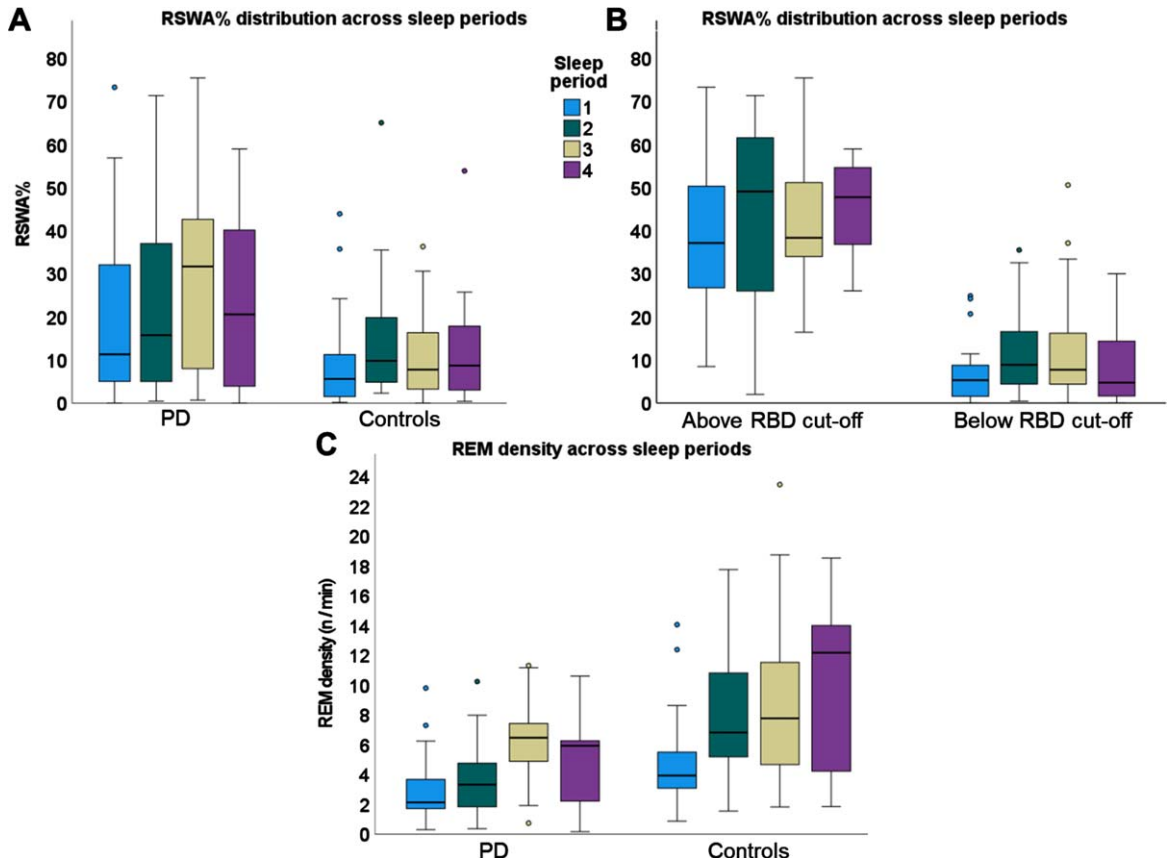 A
RSWA% distribution across sleep periods
RSWA%
80
70
60
50
40
30
20
10
0
PD
Controls
Sleep
period
1
2
3
4
B
RSWA% distribution across sleep periods
80
70
60
50
40
30
20
10
0
Above RBD cut-off
Below RBD cut-off
C
REM density across sleep periods
REM density (n / min)
24
22
20
18
16
14
12
10
8
6
4
2
0
PD
Controls